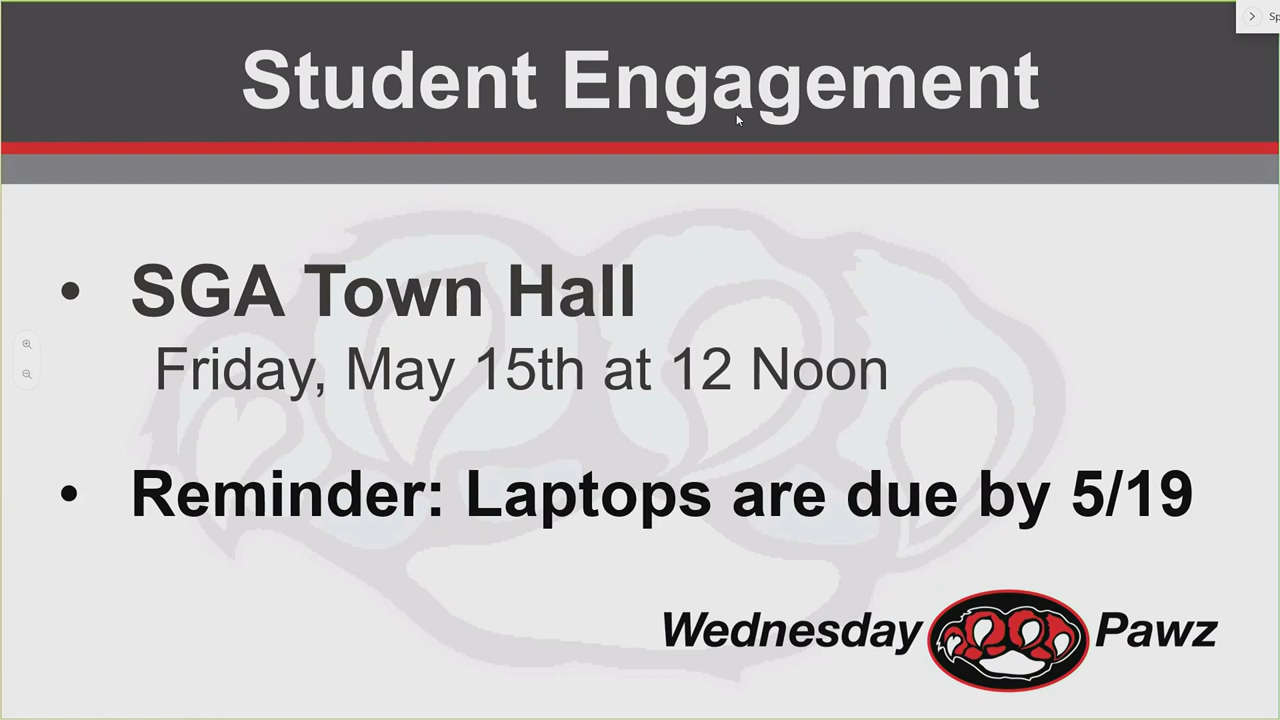 Sp
Student Engagement
• SGA Town Hall
Friday, May 15th at 12 Noon
• Reminder: Laptops are due by 5/19
Wednesday Pawz